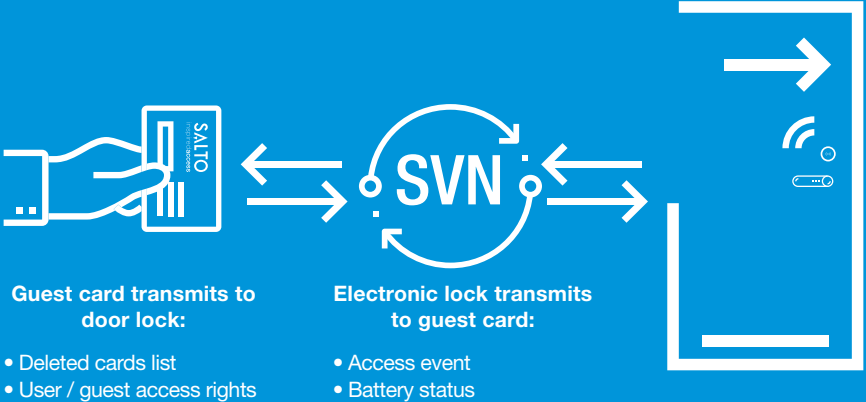 SALTO
inspiredaccess
SVN
Guest card transmits to
door lock:
• Deleted cards list
• User / guest access rights
Electronic lock transmits
to guest card:
• Access event
• Battery status